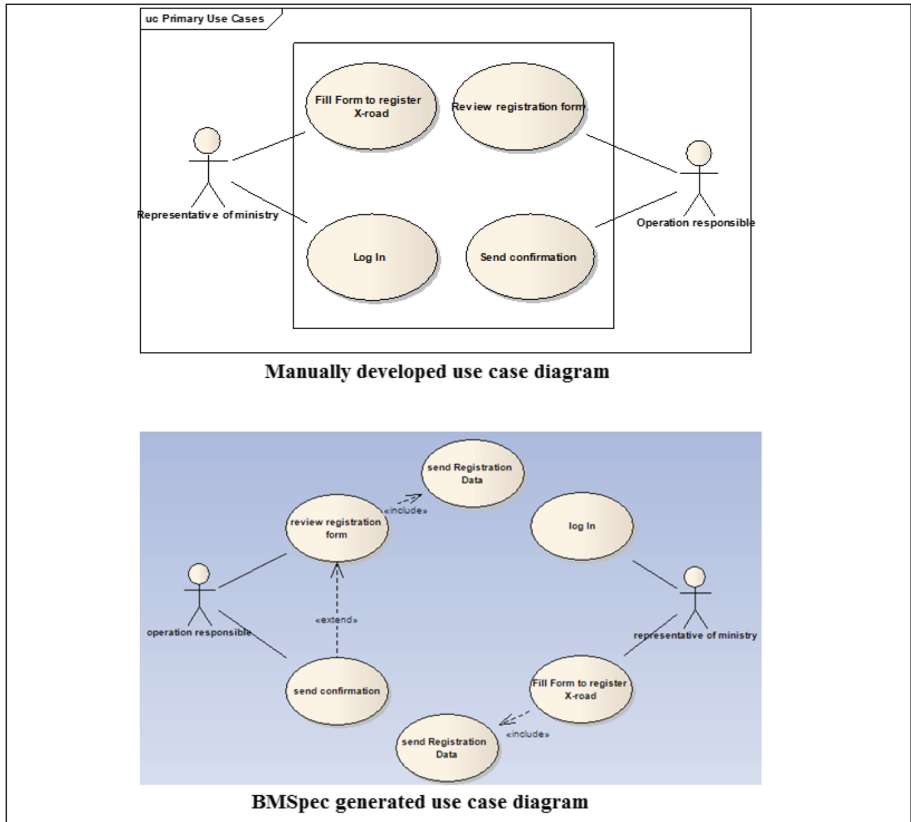 uc Primary Use Cases
Fill Form to register
X-road
Review registration form
Representative of ministry
Operation responsible
Log In
Send confirmation
Manually developed use case diagram
send Registration
Data
«include»
review registration
form
log In
operation responsible
«extend»
representative of ministry
send confirmation
Fill Form to register
X-road
«include»
send Registration
Data
BMSpec generated use case diagram